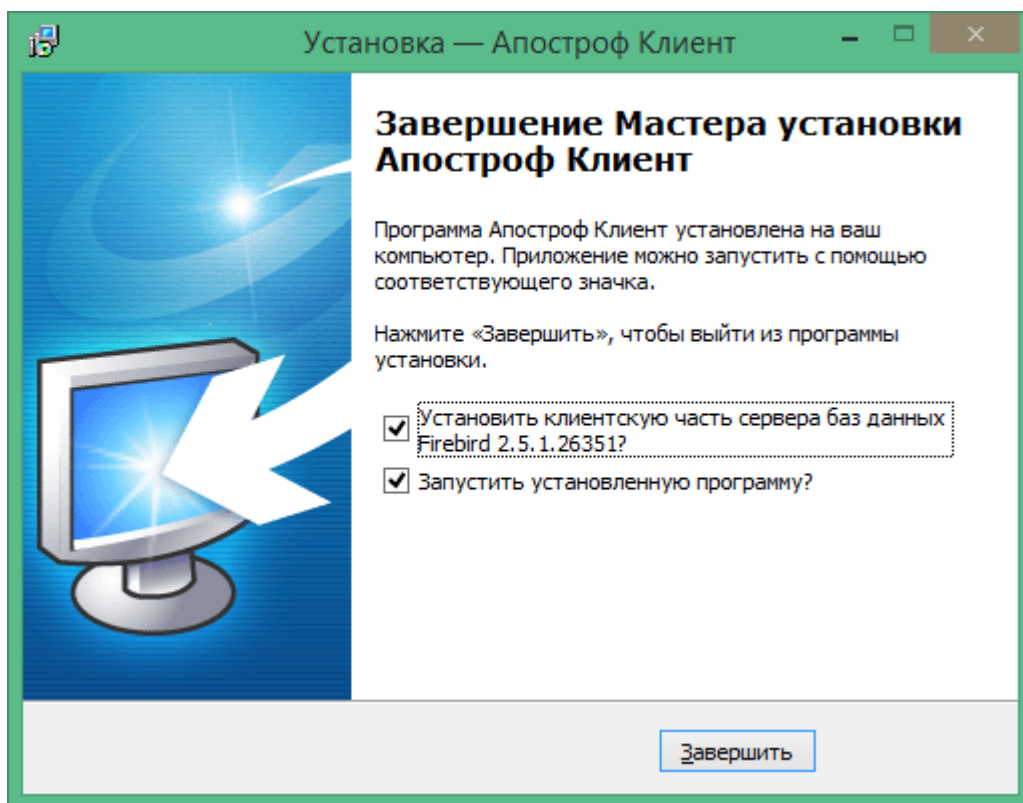 Установка — Апостроф Клиент
Завершение Мастера установки
Апостроф Клиент
Программа Апостроф Клиент установлена на ваш
компьютер. Приложение можно запустить с помощью
соответствующего значка.
Нажмите «Завершить», чтобы выйти из программы
установки.
Установить клиентскую часть сервера баз данных
Firebird 2.5.1.26351?
Запустить установленную программу?
Завершить